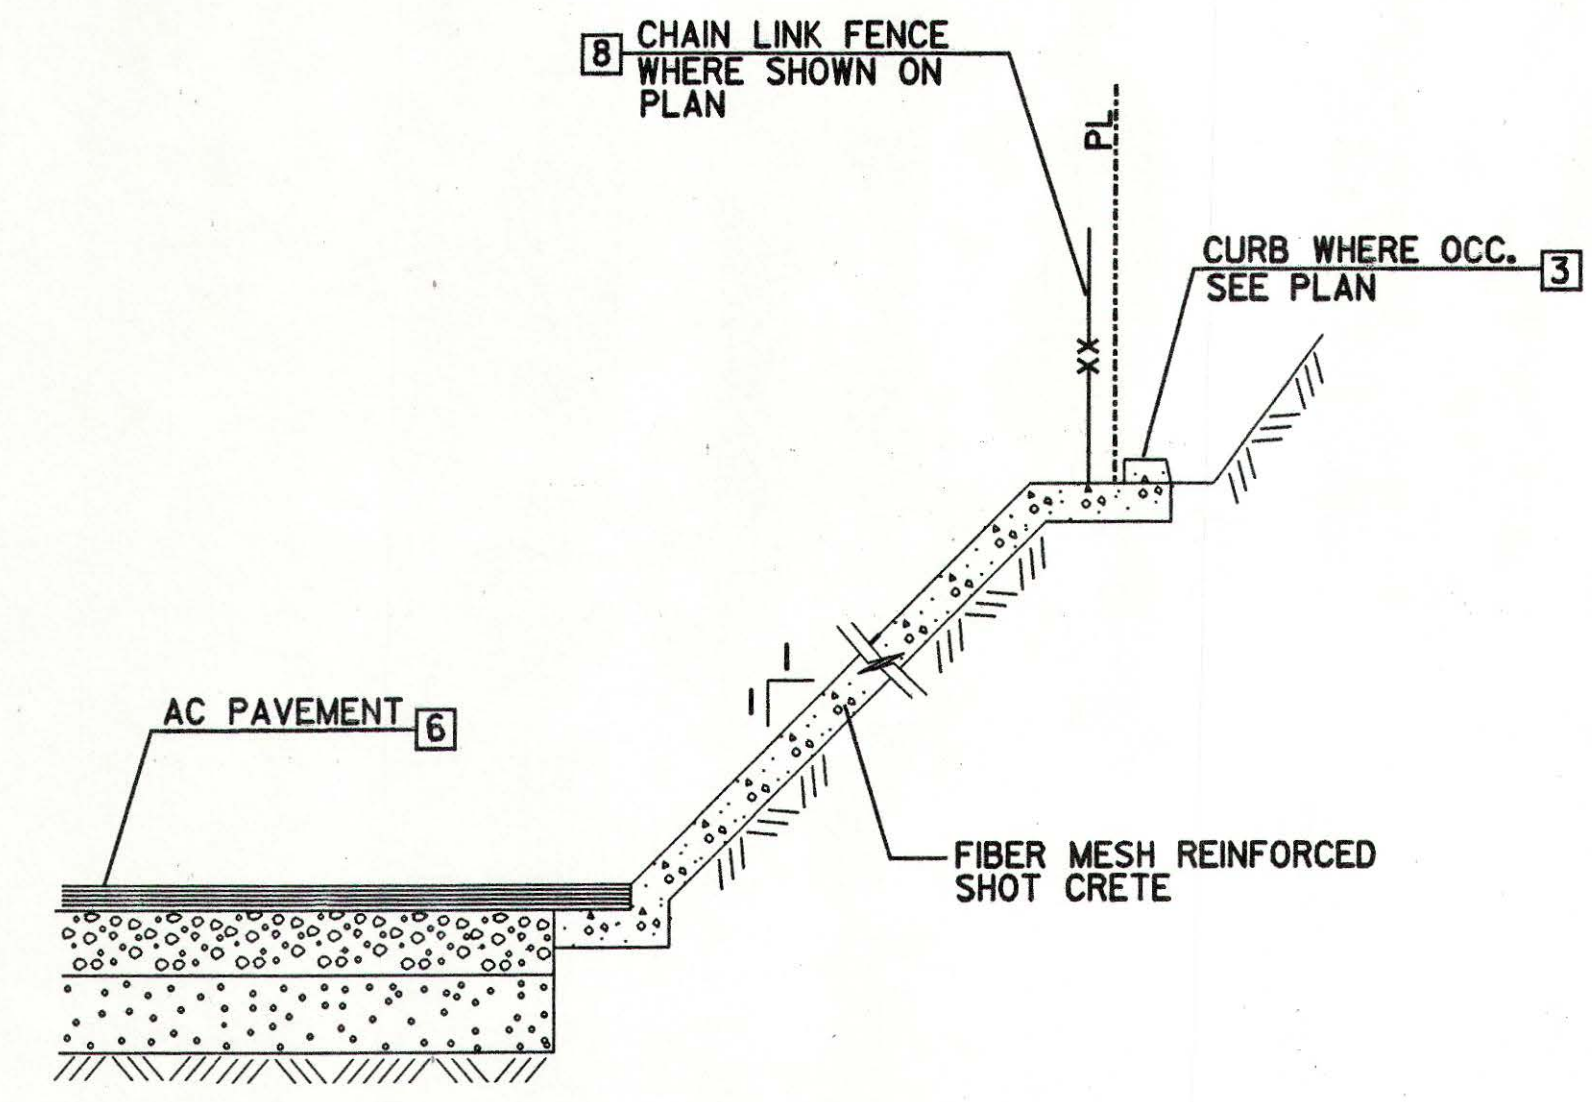 8 CHAIN LINK FENCE
WHERE SHOWN ON
PLAN
PL
CURB WHERE OCC. 3
SEE PLAN
XX
1
1
AC PAVEMENT 6
FIBER MESH REINFORCED
SHOT CRETE